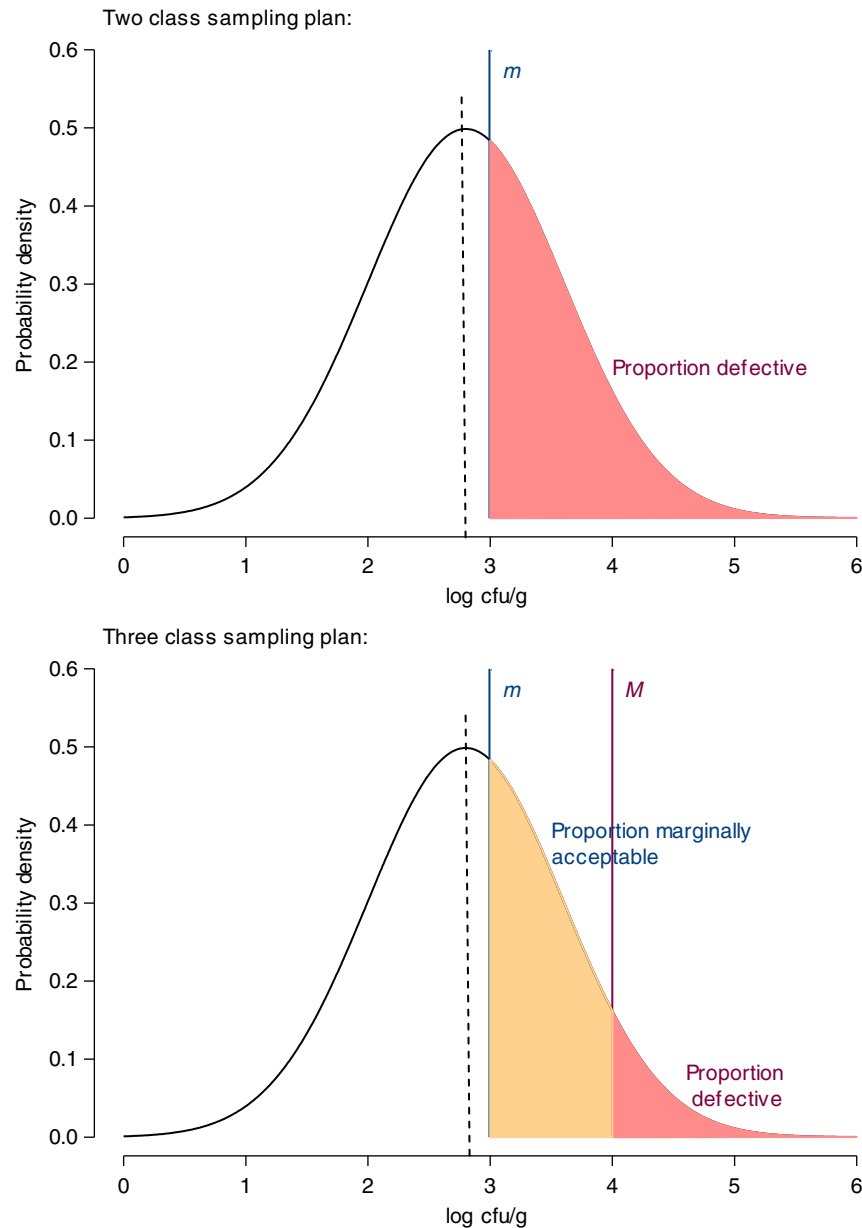 Two class sampling plan:
0.6
0.5
0.4
0.3
0.2
0.1
0.0
Probability density
m
Proportion defective
0 1 2 3 4 5 6
log cfu/g
Three class sampling plan:
0.6
0.5
0.4
0.3
0.2
0.1
0.0
Probability density
m
M
Proportion marginally
acceptable
Proportion
defective
0 1 2 3 4 5 6
log cfu/g